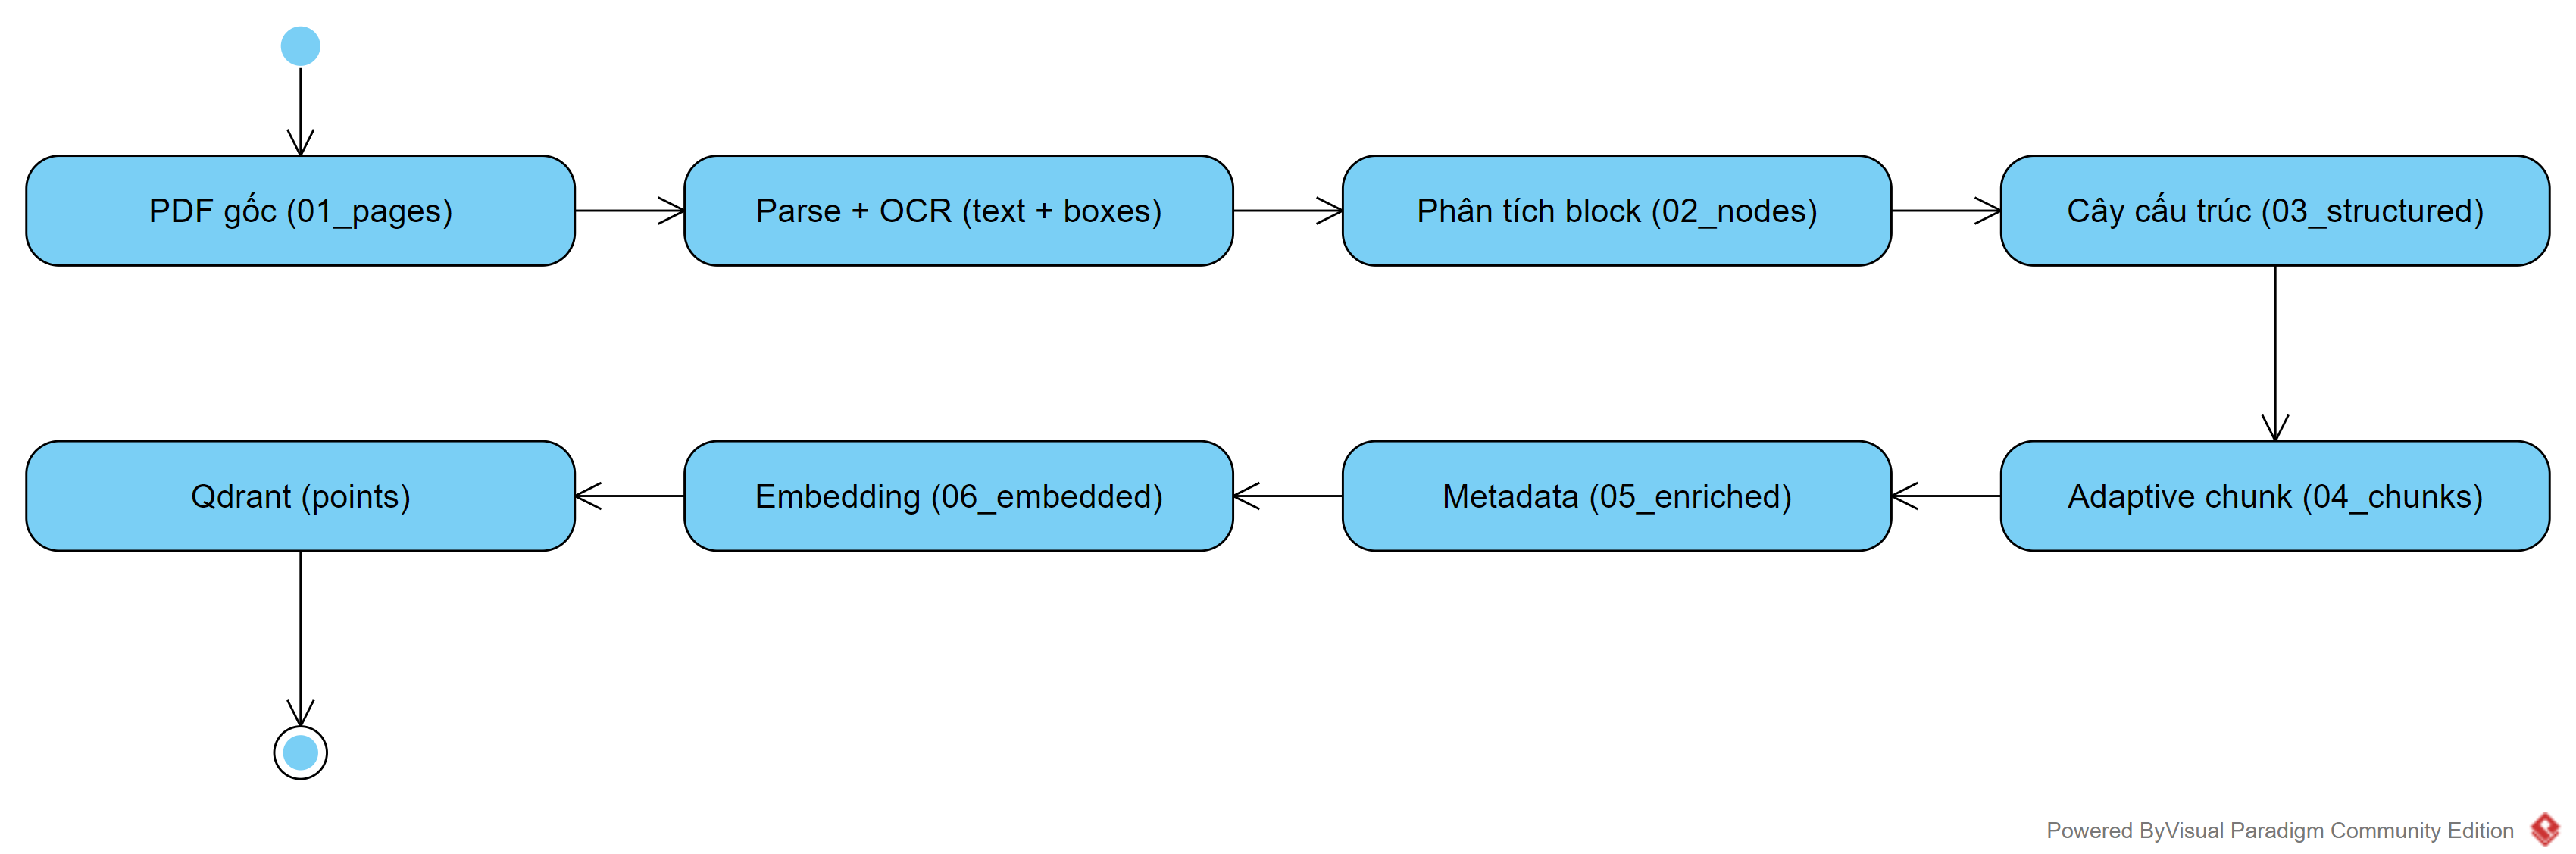 PDF gốc (01_pages)
Parse + OCR (text + boxes)
Phân tích block (02_nodes)
Cây cấu trúc (03_structured)
Adaptive chunk (04_chunks)
Metadata (05_enriched)
Embedding (06_embedded)
Qdrant (points)
Powered ByVisual Paradigm Community Edition